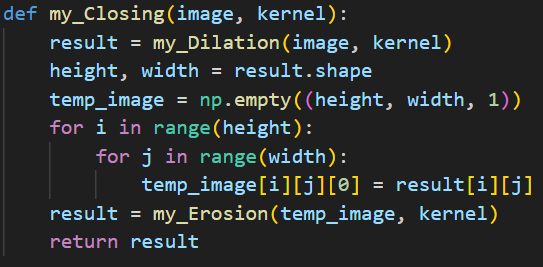 def my_Closing(image, kernel):
    result = my_Dilation(image, kernel)
    height, width = result.shape
    temp_image = np.empty((height, width, 1))
    for i in range(height):
        for j in range(width):
            temp_image[i][j][0] = result[i][j]
    result = my_Erosion(temp_image, kernel)
    return result